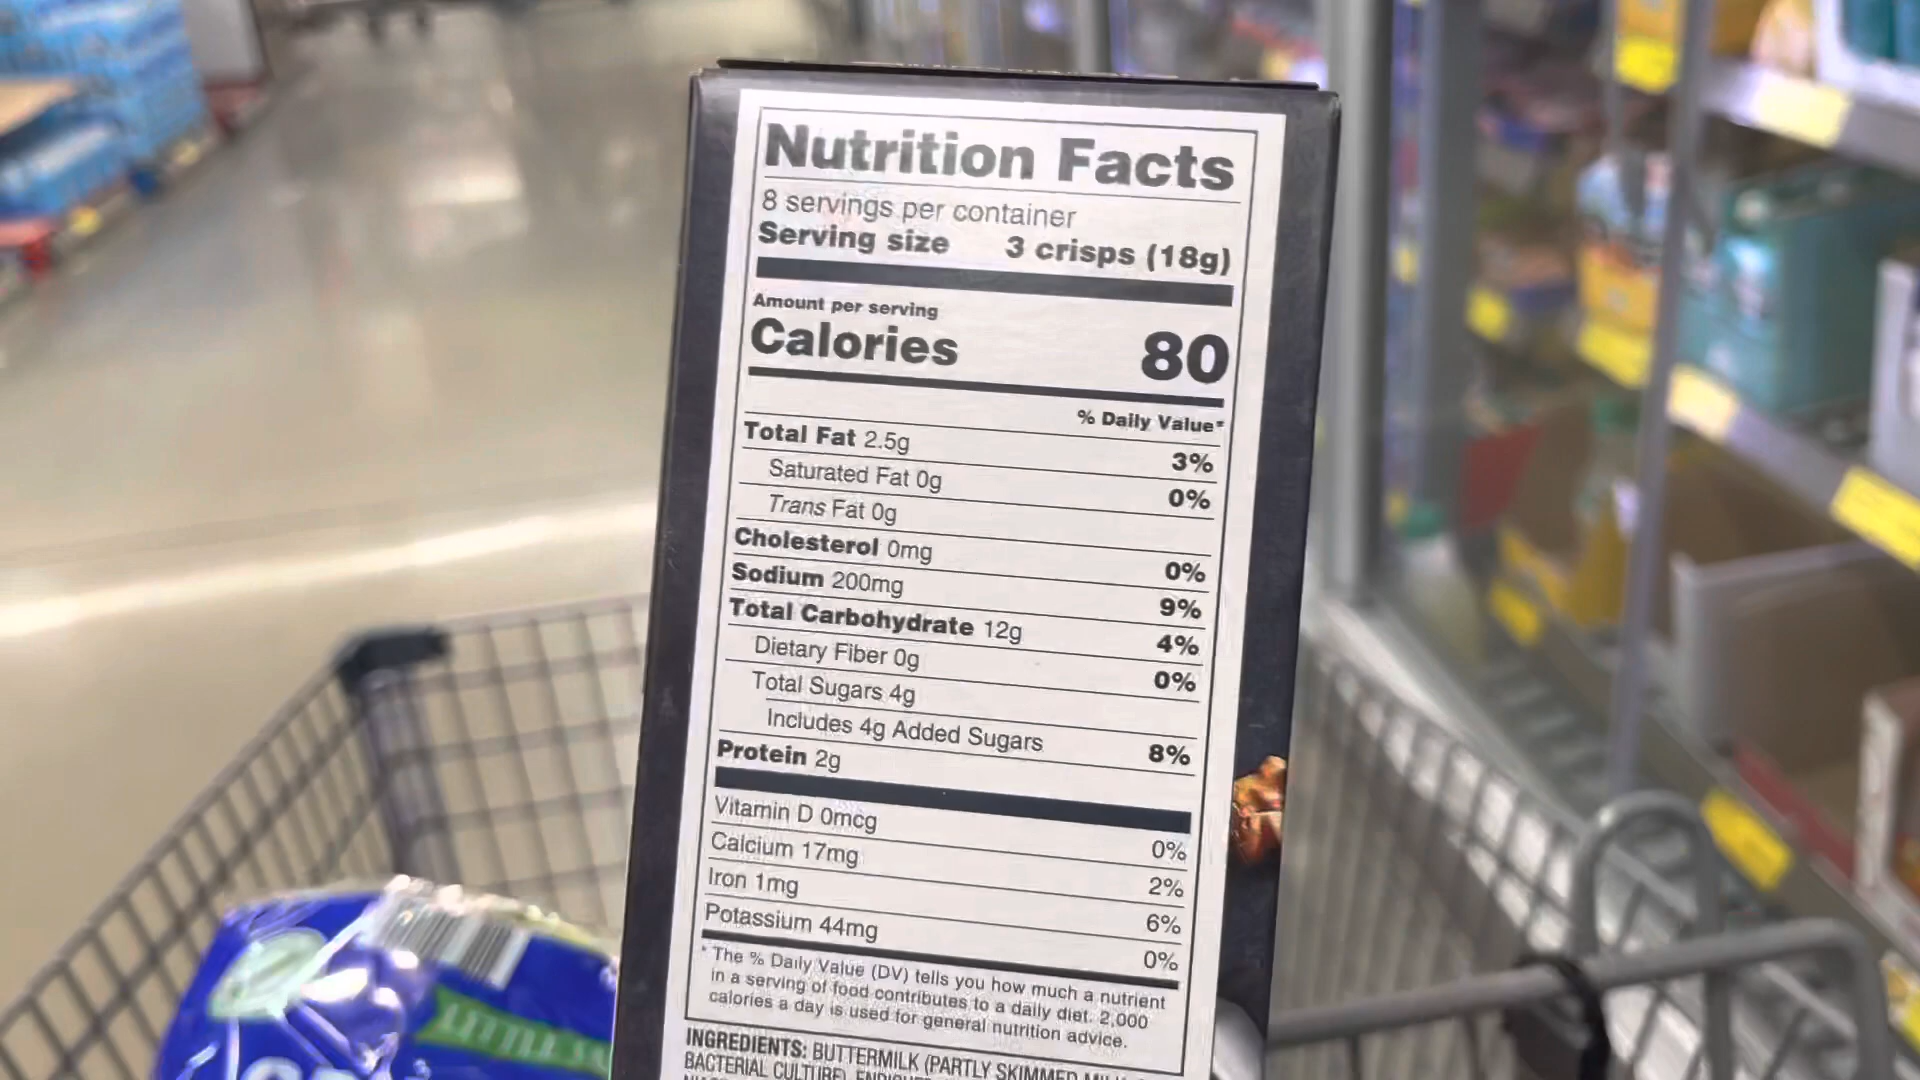 Nutrition Facts
8 servings per container
Serving size 3 crisps (18g)
Amount per serving
Calories 80
% Daily Value*
Total Fat 2.5g 3%
Saturated Fat 0g 0%
Trans Fat 0g
Cholesterol 0mg 0%
Sodium 200mg 9%
Total Carbohydrate 12g 4%
Dietary Fiber 0g 0%
Total Sugars 4g
Includes 4g Added Sugars 8%
Protein 2g
Vitamin D 0mcg 0%
Calcium 17mg 2%
Iron 1mg 6%
Potassium 44mg 0%
* The % Daily Value (DV) tells you how much a nutrient
in a serving of food contributes to a daily diet. 2,000
calories a day is used for general nutrition advice.
INGREDIENTS: BUTTERMILK (PARTLY SKIMMED
BACTERIAL CULTURE),
LITTLE